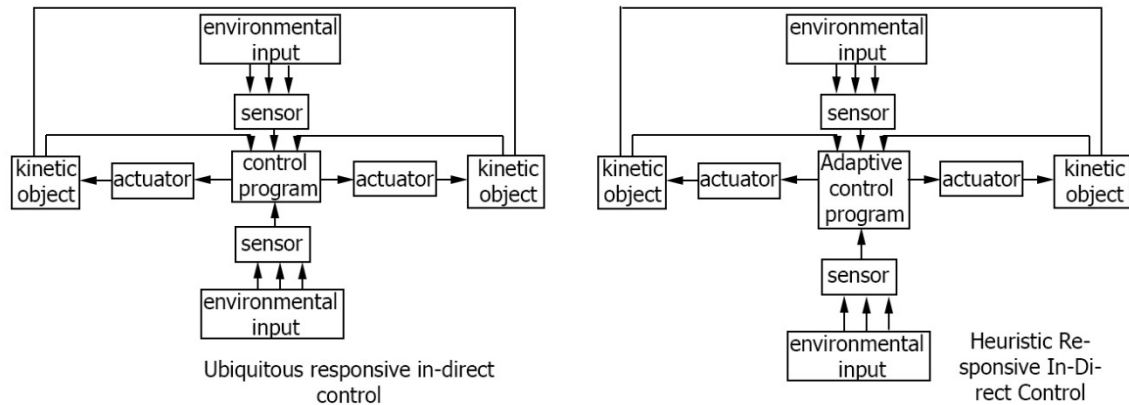 environmental
input
sensor
kinetic
object
actuator
control
program
actuator
kinetic
object
sensor
environmental
input
Ubiquitous responsive in-direct
control
environmental
input
sensor
kinetic
object
actuator
Adaptive
control
program
actuator
kinetic
object
sensor
environmental
input
Heuristic Re-
sponsive In-Di-
rect Control